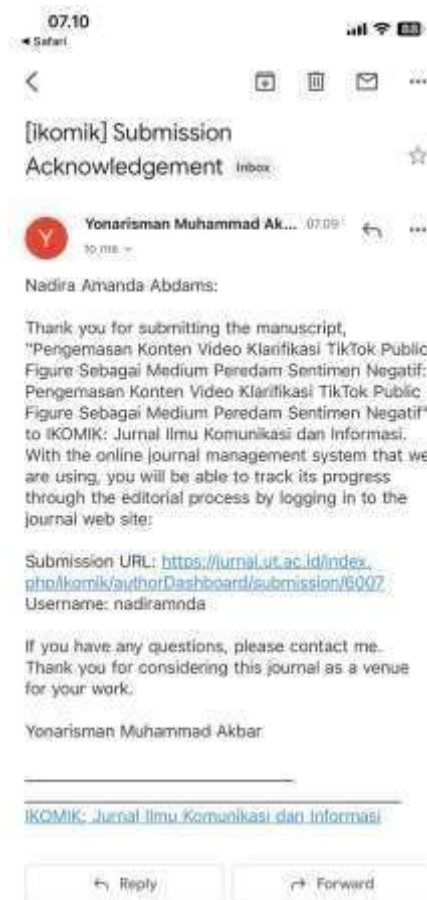 07.10
Safari
[ikomik] Submission
Acknowledgement Inbox
Y
Yonarisman Muhammad Ak... 07.09
to me
Nadira Amanda Abdams:
Thank you for submitting the manuscript,
"Pengemasan Konten Video Klarifikasi TikTok Public
Figure Sebagai Medium Peredam Sentimen Negatif:
Pengemasan Konten Video Klarifikasi TikTok Public
Figure Sebagai Medium Peredam Sentimen Negatif"
to IKOMIK: Jurnal Ilmu Komunikasi dan Informasi.
With the online journal management system that we
are using, you will be able to track its progress
through the editorial process by logging in to the
journal web site:
Submission URL: https://jurnal.ut.ac.id/index.
php/ikomik/authorDashboard/submission/6007
Username: nadiramnda
If you have any questions, please contact me.
Thank you for considering this journal as a venue
for your work.
Yonarisman Muhammad Akbar
IKOMIK: Jurnal Ilmu Komunikasi dan Informasi
Reply
Forward